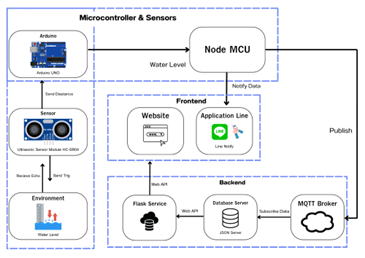 Microcontroller & Sensors
Arduino
Arduino UNO
Node MCU
Water Level
Send Distance
Notify Data
Sensor
Ultrasonic Sensor Module HC-SR04
Frontend
Website
Application Line
LINE
Line Notify
Publish
Recieve Echo
Send Trig
Web API
Environment
Water Level
Backend
Flask Service
Web API
Database Server
JSON Server
Subscribe Data
MQTT Broker